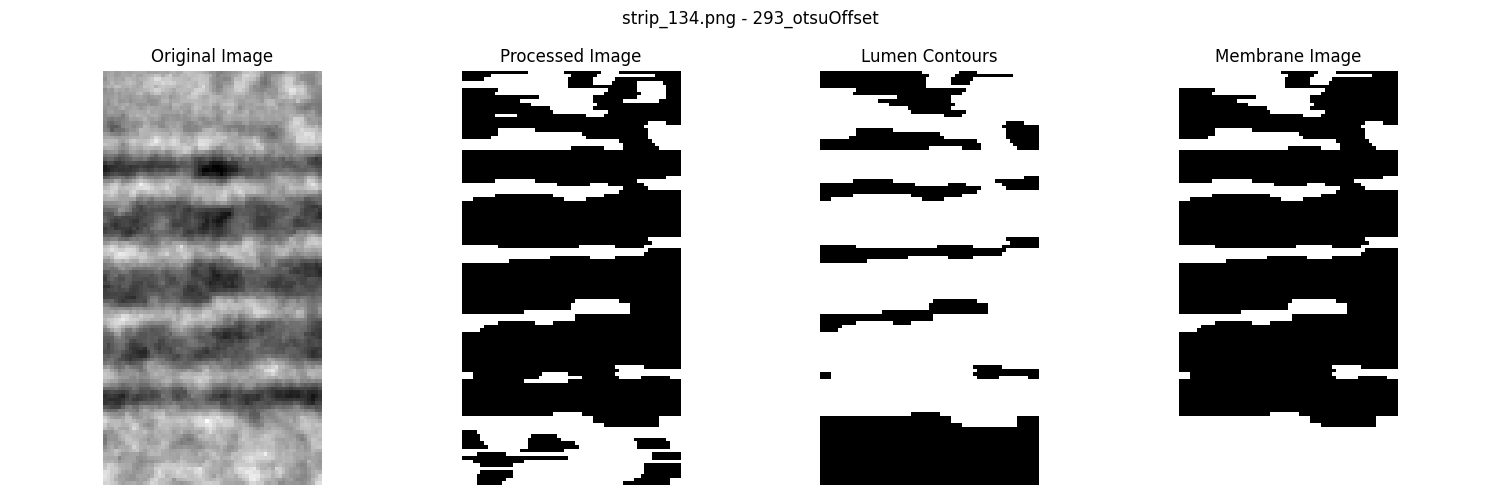 strip_134.png - 293_otsuOffset
Original Image
Processed Image
Lumen Contours
Membrane Image